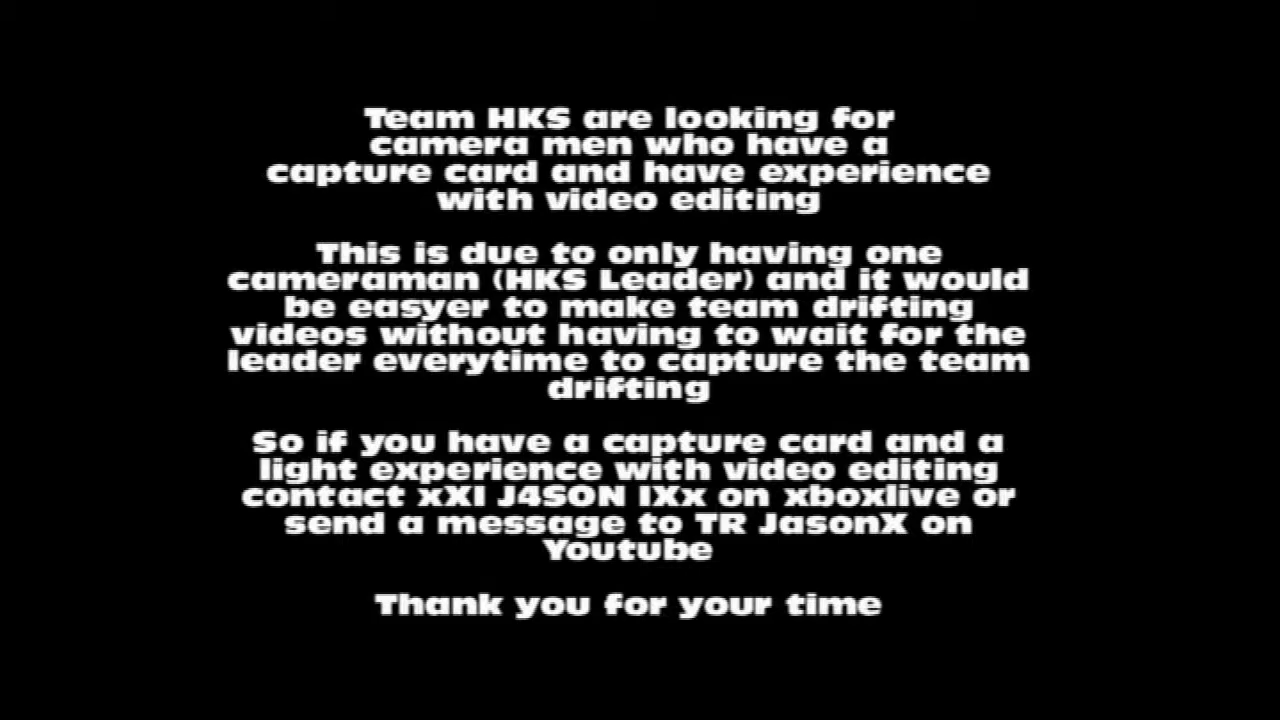 Team HKS are looking for
camera men who have a
capture card and have experience
with video editing
This is due to only having one
cameraman (HKS Leader) and it would
be easyer to make team drifting
videos without having to wait for the
leader everytime to capture the team
drifting
So if you have a capture card and a
light experience with video editing
contact xXI J4SON IXx on xboxlive or
send a message to TR JasonX on
Youtube
Thank you for your time